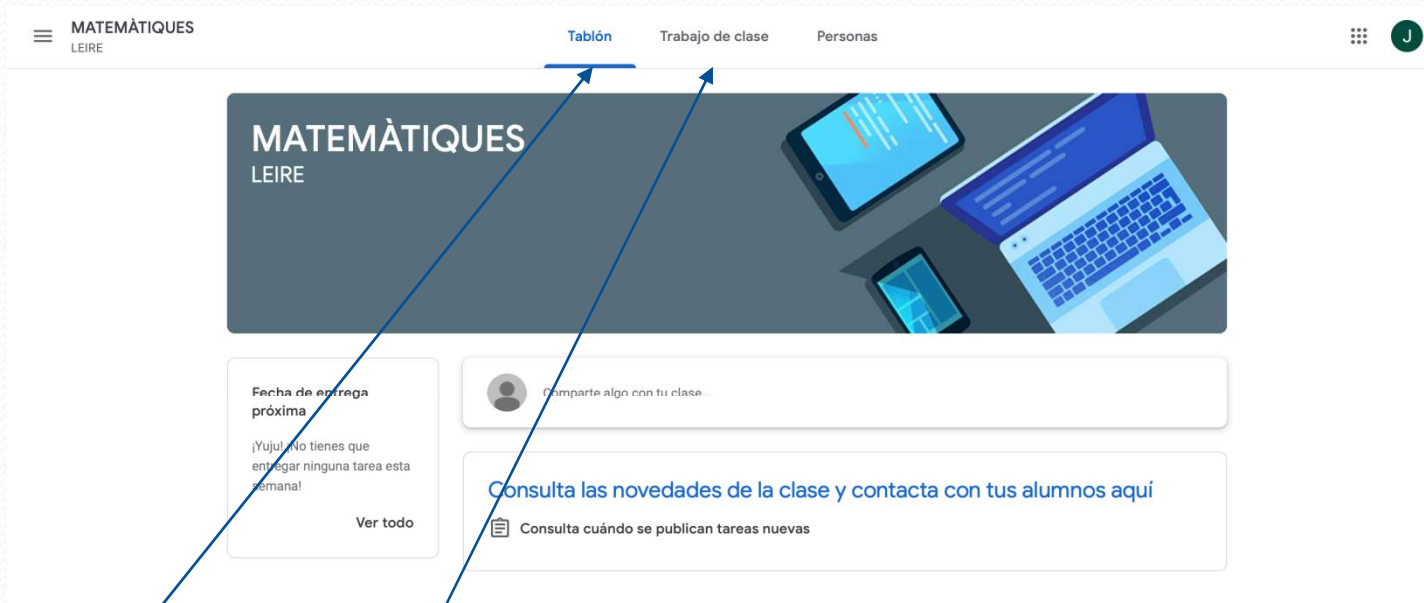 MATEMÀTIQUES
LEIRE
Tablón Trabajo de clase Personas
J
MATEMÀTIQUES
LEIRE
Fecha de entrega
próxima
¡Yuju! ¡No tienes que
entregar ninguna tarea esta
semana!
Ver todo
Comparte algo con tu clase...
Consulta las novedades de la clase y contacta con tus alumnos aquí
Consulta cuándo se publican tareas nuevas